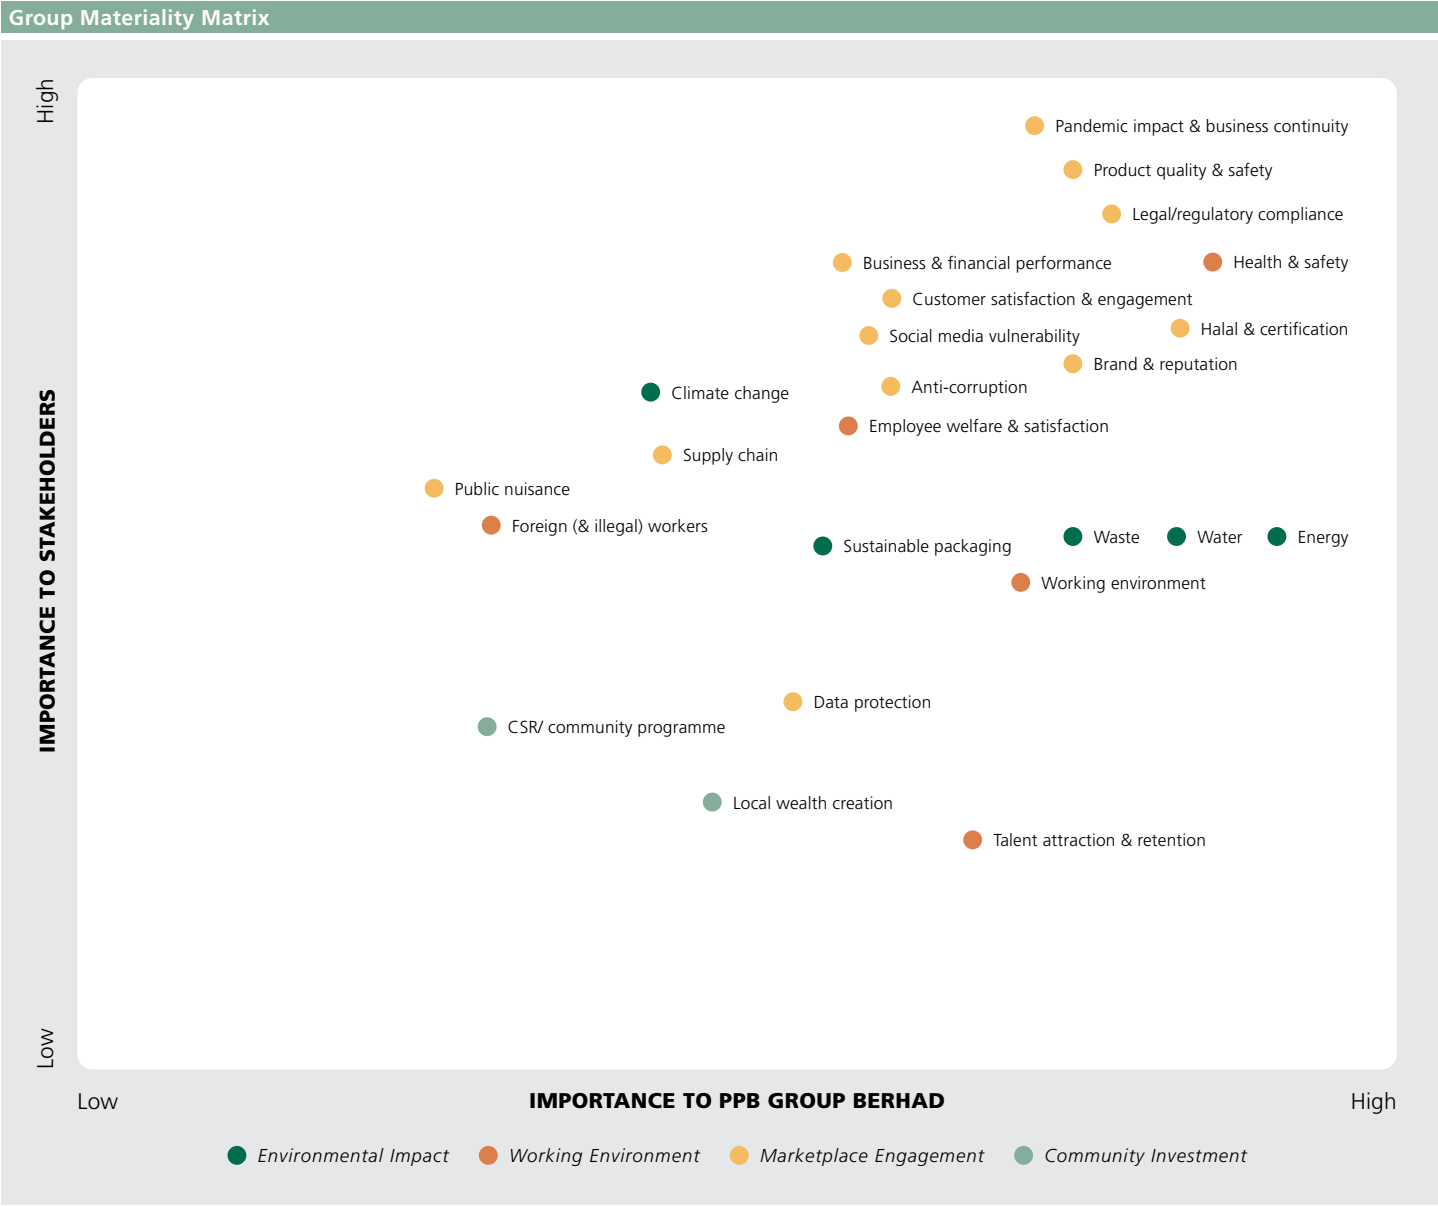 Group Materiality Matrix
High
Pandemic impact & business continuity
Product quality & safety
Legal/regulatory compliance
Business & financial performance
Health & safety
Customer satisfaction & engagement
Halal & certification
Social media vulnerability
Brand & reputation
Anti-corruption
Climate change
Employee welfare & satisfaction
Supply chain
Public nuisance
Foreign (& illegal) workers
Waste
Water
Energy
Sustainable packaging
Working environment
IMPORTANCE TO STAKEHOLDERS
Data protection
CSR/ community programme
Local wealth creation
Talent attraction & retention
Low
Low
IMPORTANCE TO PPB GROUP BERHAD
High
Environmental Impact
Working Environment
Marketplace Engagement
Community Investment